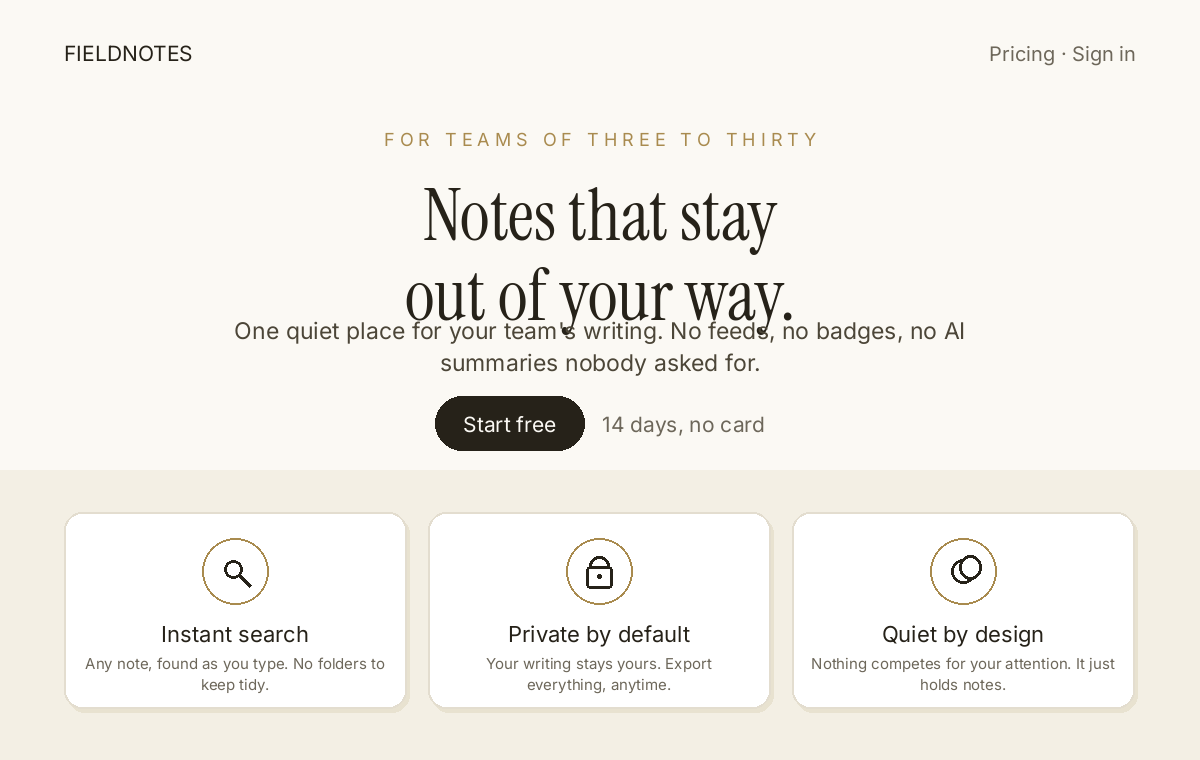 FIELDNOTES
Pricing · Sign in
FOR TEAMS OF THREE TO THIRTY
Notes that stay
out of your way.
One quiet place for your team's writing. No feeds, no badges, no AI
summaries nobody asked for.
Start free
14 days, no card
Instant search
Any note, found as you type. No folders to
keep tidy.
Private by default
Your writing stays yours. Export
everything, anytime.
Quiet by design
Nothing competes for your attention. It just
holds notes.